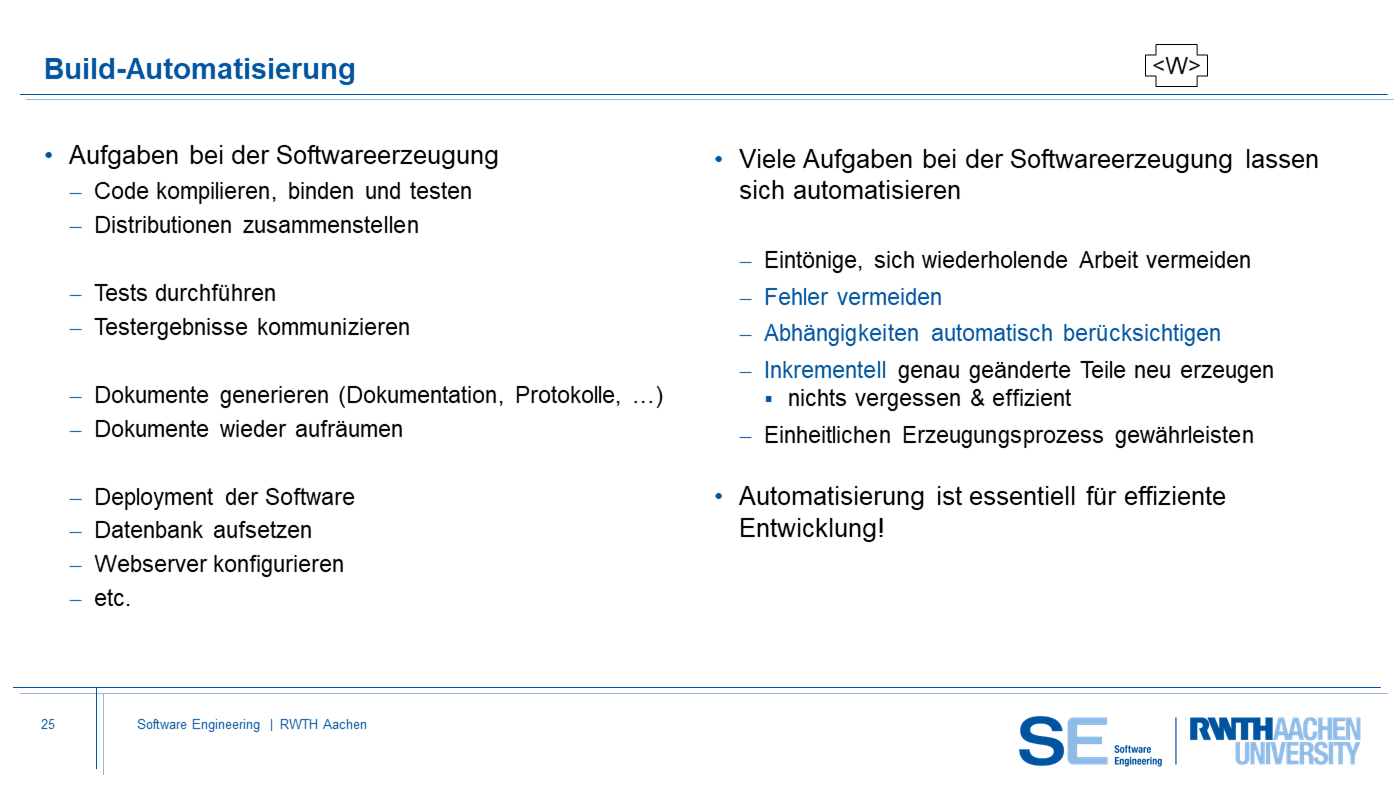 Build-Automatisierung
<W>
• Aufgaben bei der Softwareerzeugung
– Code kompilieren, binden und testen
– Distributionen zusammenstellen
– Tests durchführen
– Testergebnisse kommunizieren
– Dokumente generieren (Dokumentation, Protokolle, …)
– Dokumente wieder aufräumen
– Deployment der Software
– Datenbank aufsetzen
– Webserver konfigurieren
– etc.
• Viele Aufgaben bei der Softwareerzeugung lassen
sich automatisieren
– Eintönige, sich wiederholende Arbeit vermeiden
– Fehler vermeiden
– Abhängigkeiten automatisch berücksichtigen
– Inkrementell genau geänderte Teile neu erzeugen
▪ nichts vergessen & effizient
– Einheitlichen Erzeugungsprozess gewährleisten
• Automatisierung ist essentiell für effiziente
Entwicklung!
25
Software Engineering | RWTH Aachen
SE
Software
Engineering
RWTHAACHEN
UNIVERSITY